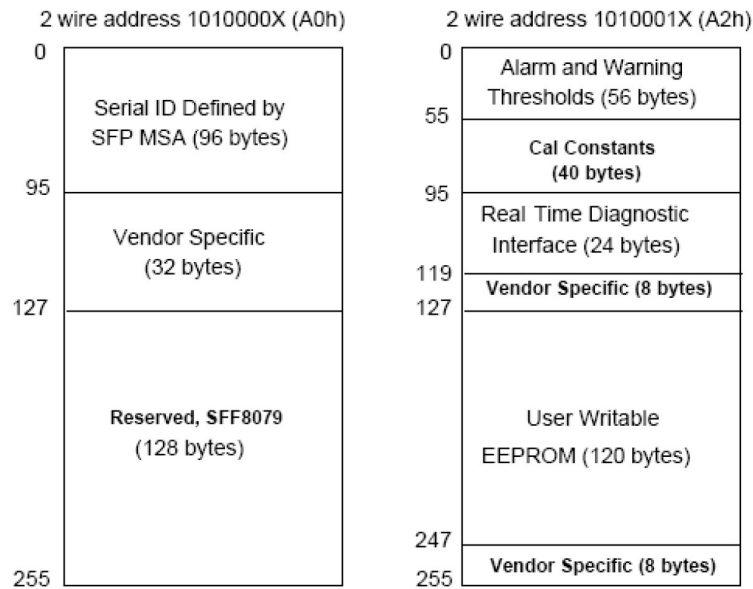 2 wire address 1010000X (A0h)
0
Serial ID Defined by
SFP MSA (96 bytes)
95
Vendor Specific
(32 bytes)
127
Reserved, SFF8079
(128 bytes)
255
2 wire address 1010001X (A2h)
0
Alarm and Warning
Thresholds (56 bytes)
55
Cal Constants
(40 bytes)
95
Real Time Diagnostic
Interface (24 bytes)
119
Vendor Specific (8 bytes)
127
User Writable
EEPROM (120 bytes)
247
Vendor Specific (8 bytes)
255